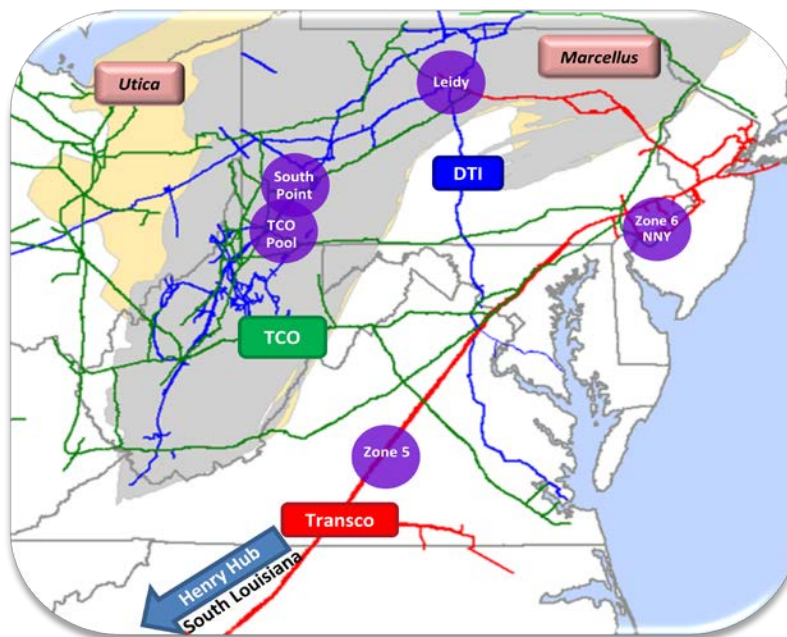 Utica
Marcellus
Leidy
DTI
South
Point
TCO
Pool
Zone 6
NNY
TCO
Zone 5
Transco
Henry Hub
South Louisiana